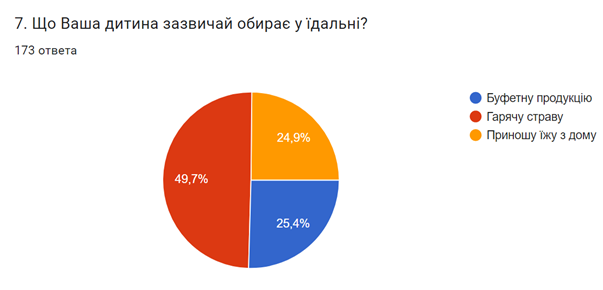 7. Що Ваша дитина зазвичай обирає у їдальні?
173 ответа
Буфетну продукцію
Гарячу страву
Приношу їжу з дому
24,9%
49,7%
25,4%